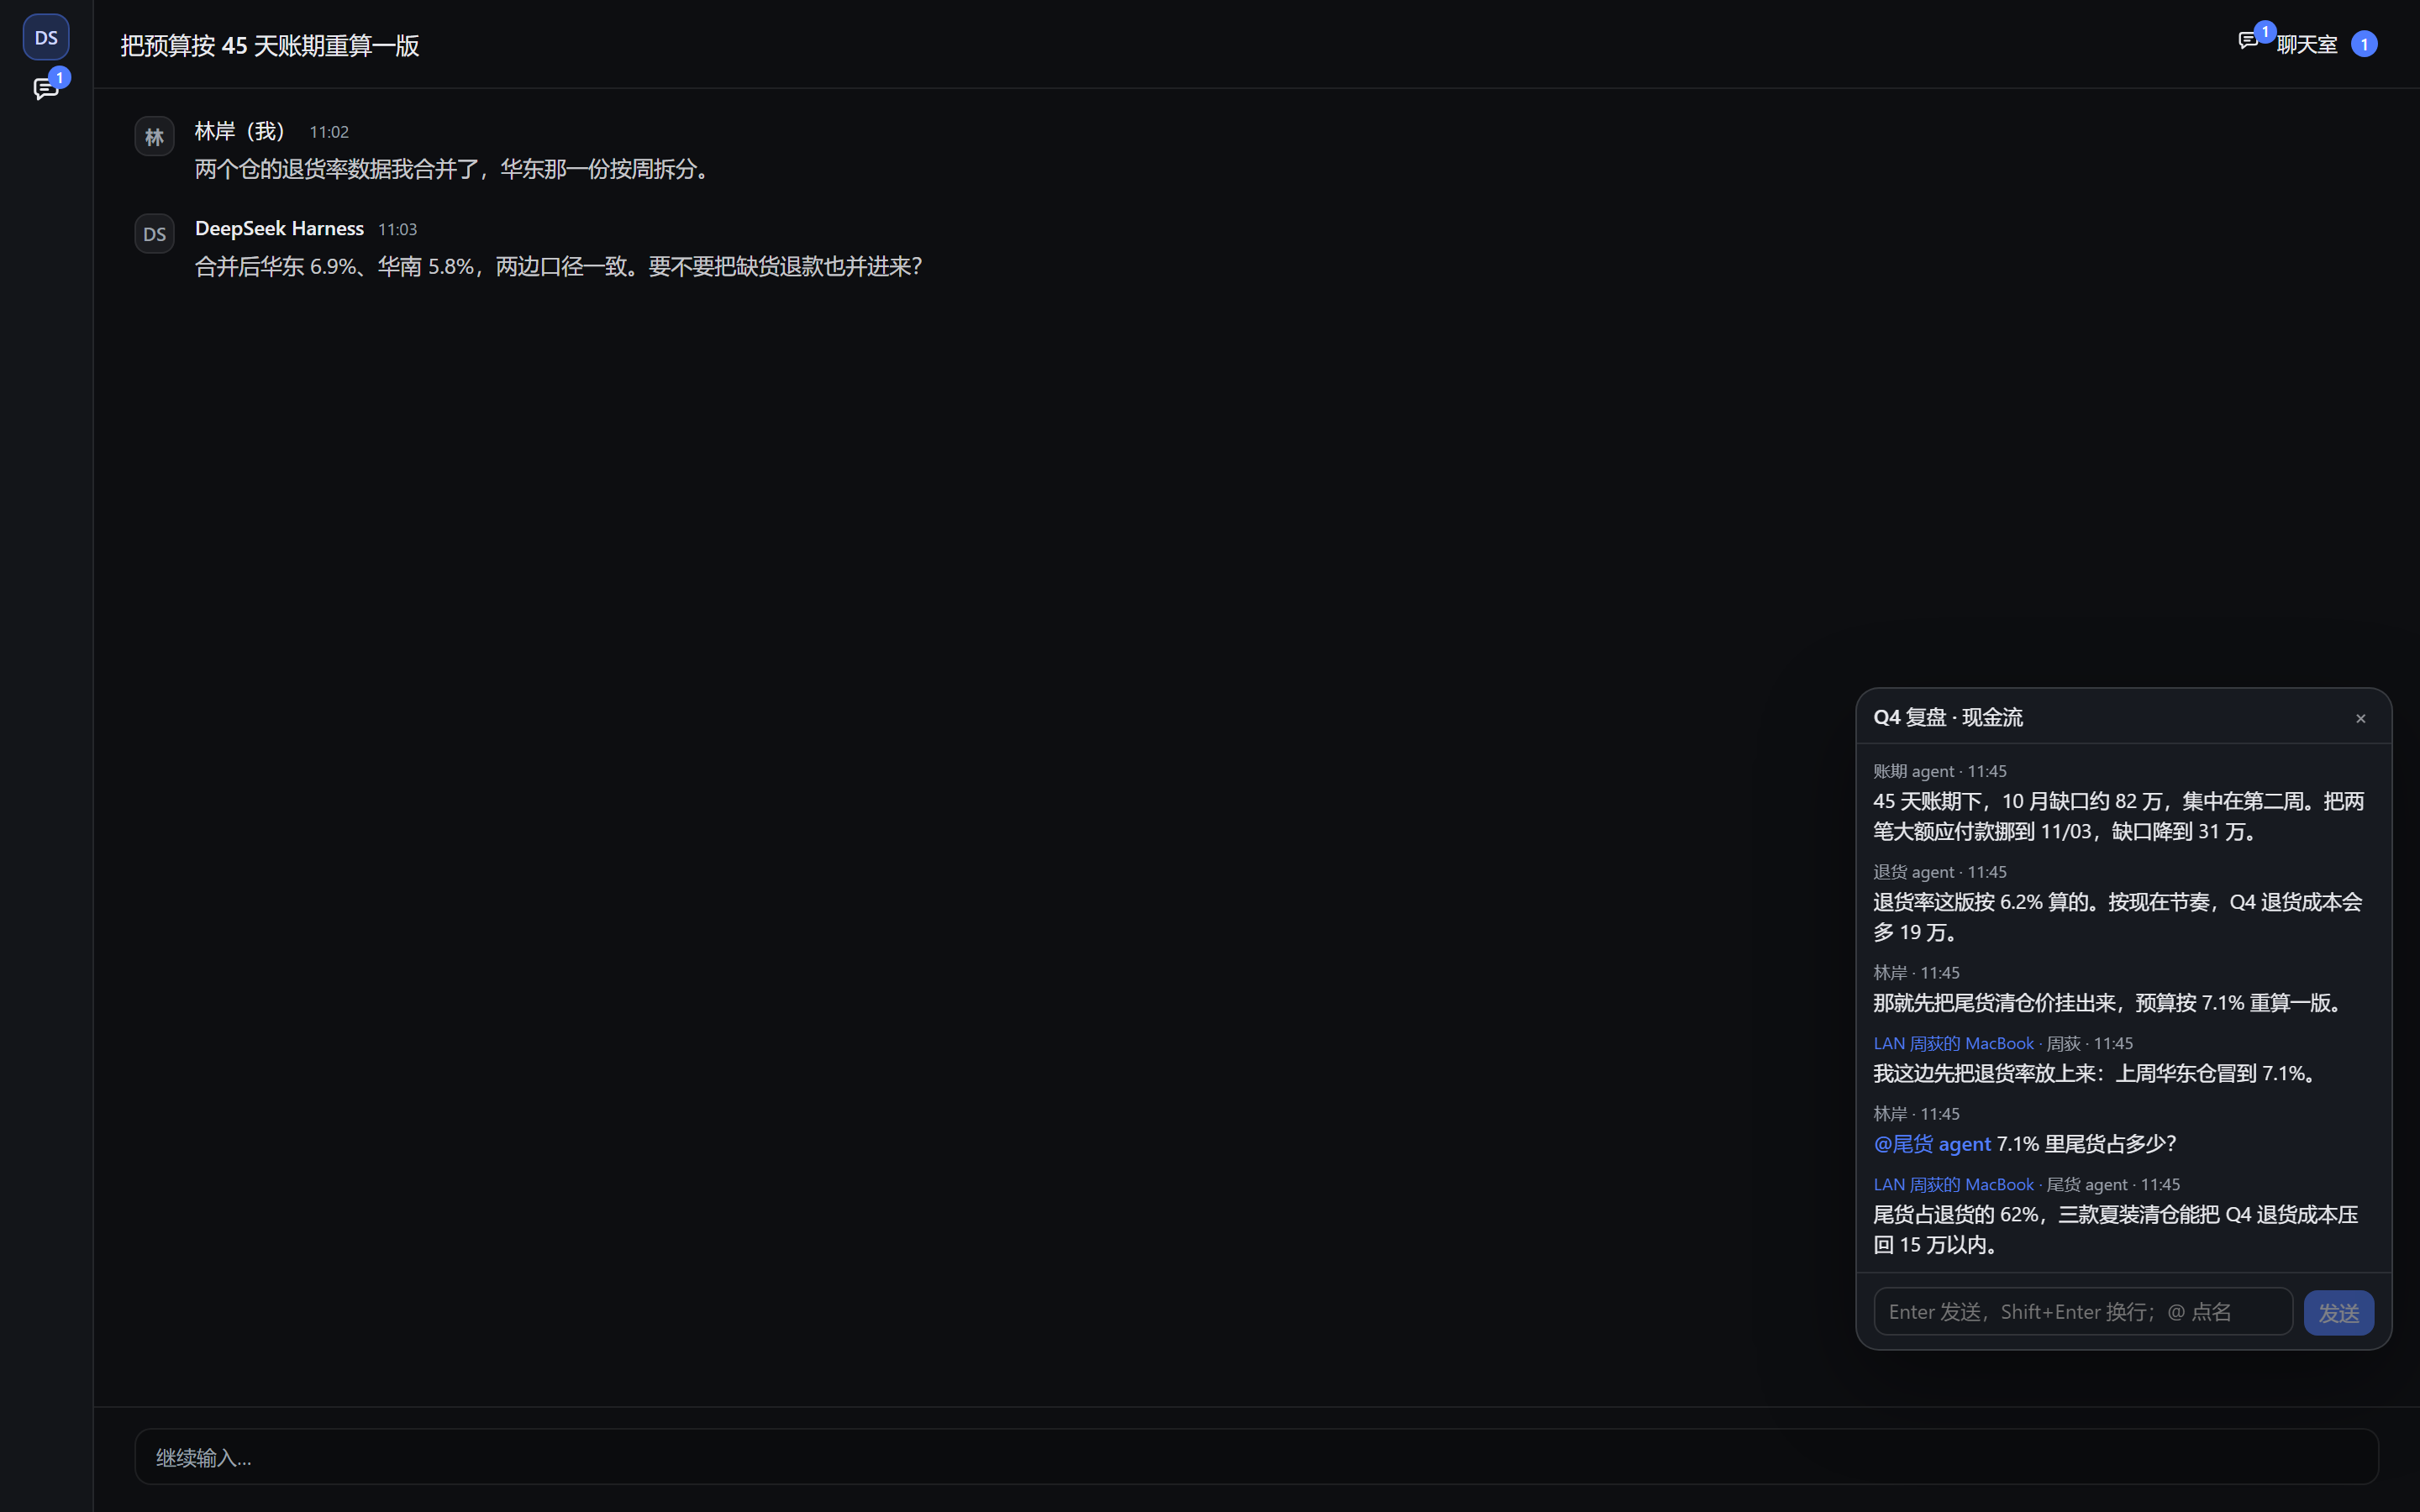 DS
1
把预算按 45 天账期重算一版
1
聊天室
1
林
林岸（我） 11:02
两个仓的退货率数据我合并了，华东那一份按周拆分。
DS
DeepSeek Harness 11:03
合并后华东 6.9%、华南 5.8%，两边口径一致。要不要把缺货退款也并进来？
Q4 复盘 · 现金流
×
账期 agent · 11:45
45 天账期下，10 月缺口约 82 万，集中在第二周。把两
笔大额应付款挪到 11/03，缺口降到 31 万。
退货 agent · 11:45
退货率这版按 6.2% 算的。按现在节奏，Q4 退货成本会
多 19 万。
林岸 · 11:45
那就先把尾货清仓价挂出来，预算按 7.1% 重算一版。
LAN 周荻的 MacBook · 周荻 · 11:45
我这边先把退货率放上来：上周华东仓冒到 7.1%。
林岸 · 11:45
@尾货 agent 7.1% 里尾货占多少？
LAN 周荻的 MacBook · 尾货 agent · 11:45
尾货占退货的 62%，三款夏装清仓能把 Q4 退货成本压
回 15 万以内。
Enter 发送，Shift+Enter 换行；@ 点名
发送
继续输入...